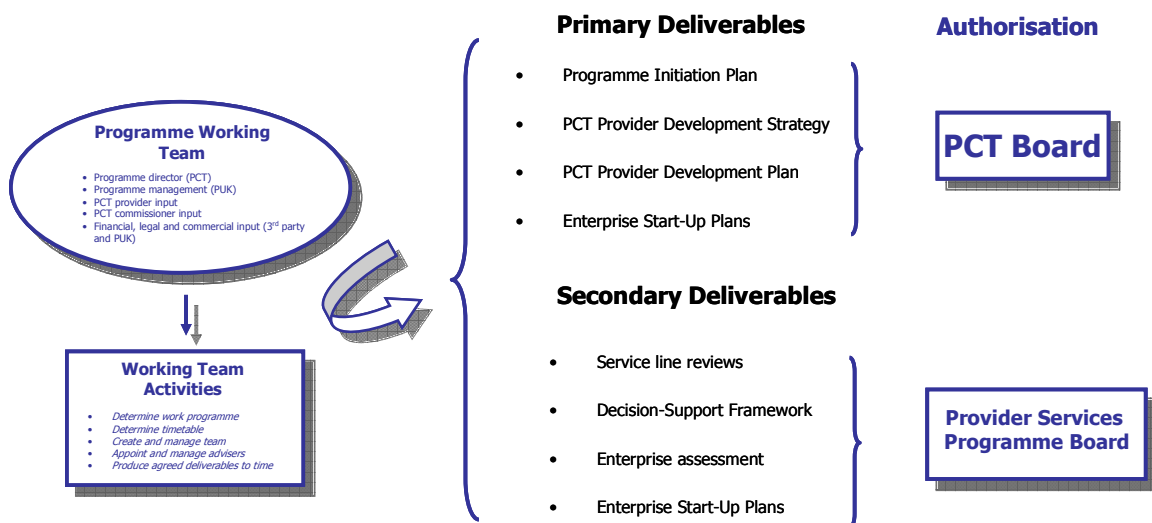 Programme Working
Team
• Programme director (PCT)
• Programme management (PUK)
• PCT provider input
• PCT commissioner input
• Financial, legal and commercial input (3rd party
and PUK)
Working Team
Activities
• Determine work programme
• Determine timetable
• Create and manage team
• Appoint and manage advisers
• Produce agreed deliverables to time
Primary Deliverables
• Programme Initiation Plan
• PCT Provider Development Strategy
• PCT Provider Development Plan
• Enterprise Start-Up Plans
Secondary Deliverables
• Service line reviews
• Decision-Support Framework
• Enterprise assessment
• Enterprise Start-Up Plans
Authorisation
PCT Board
Provider Services
Programme Board